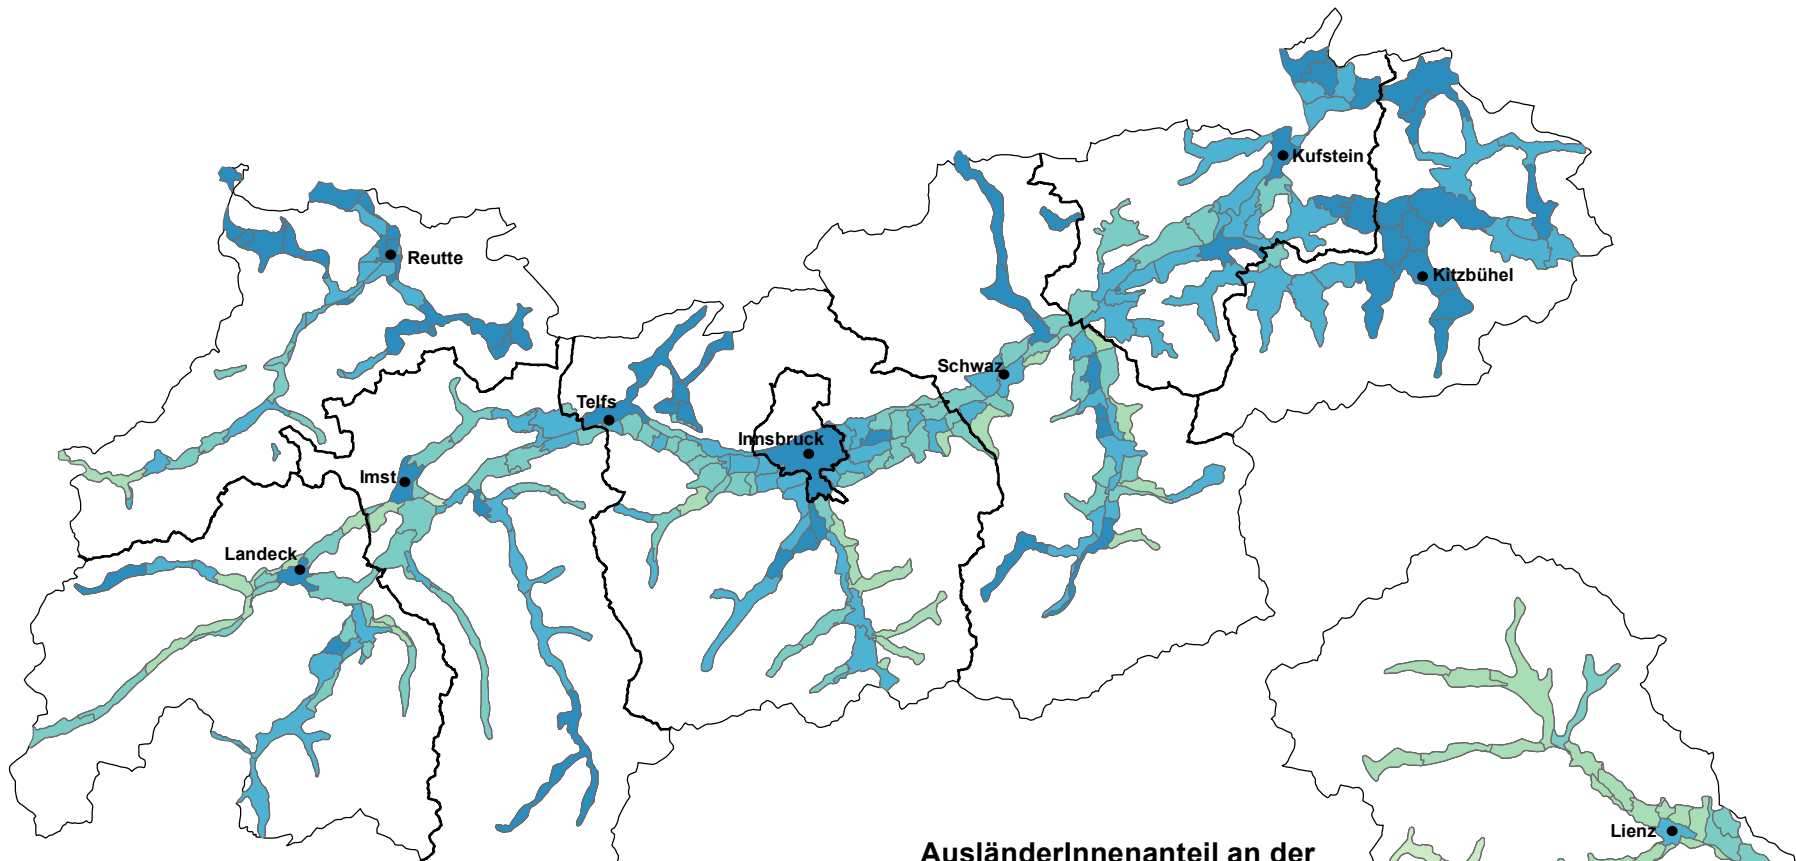 Kufstein
Reutte
Kitzbühel
Schwaz
Telfs
Innsbruck
Imst
Landeck
Lienz
AusländerInnenanteil an der